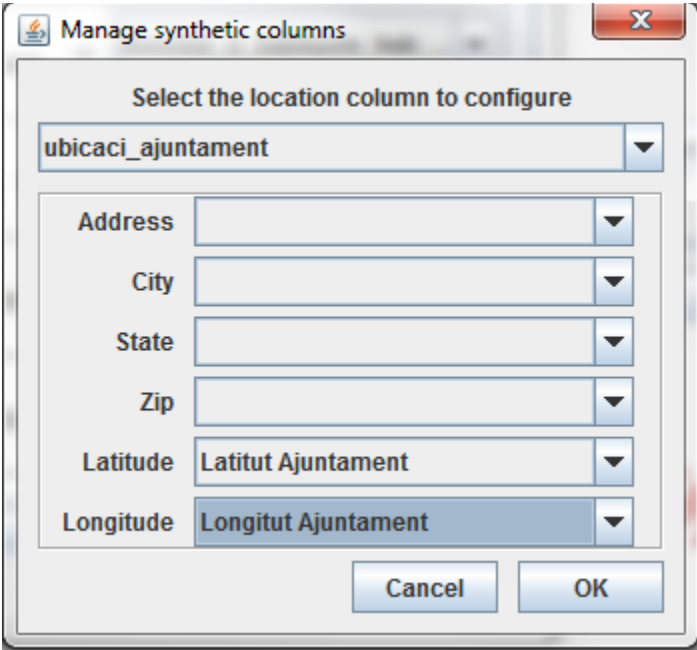 Manage synthetic columns
Select the location column to configure
ubicaci_ajuntament
Address
City
State
Zip
Latitude Latitut Ajuntament
Longitude Longitut Ajuntament
Cancel OK